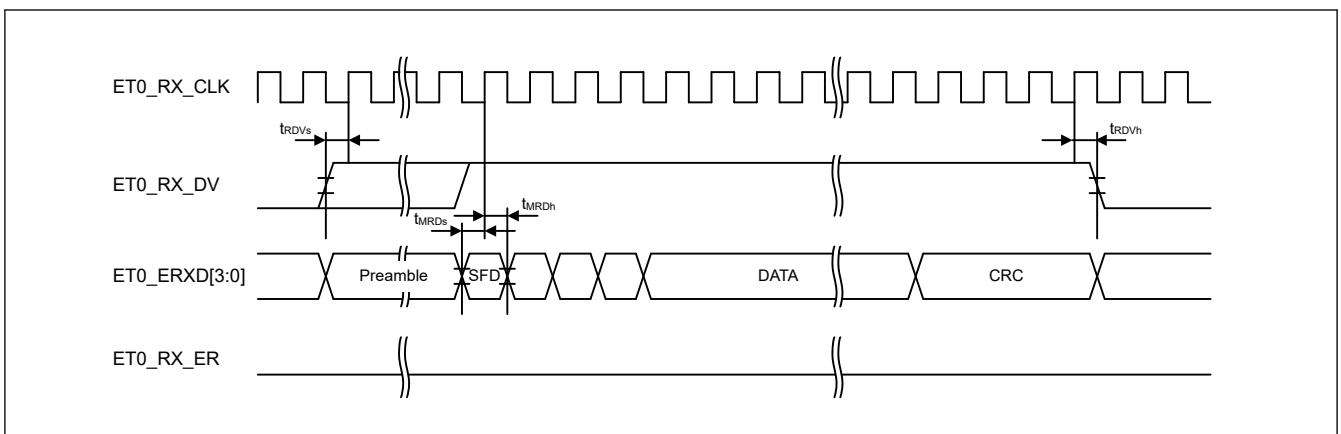 ET0_RX_CLK
tRDVs
tRDVh
ET0_RX_DV
tMRDs
tMRDh
ET0_ERXD[3:0]
Preamble
SFD
DATA
CRC
ET0_RX_ER